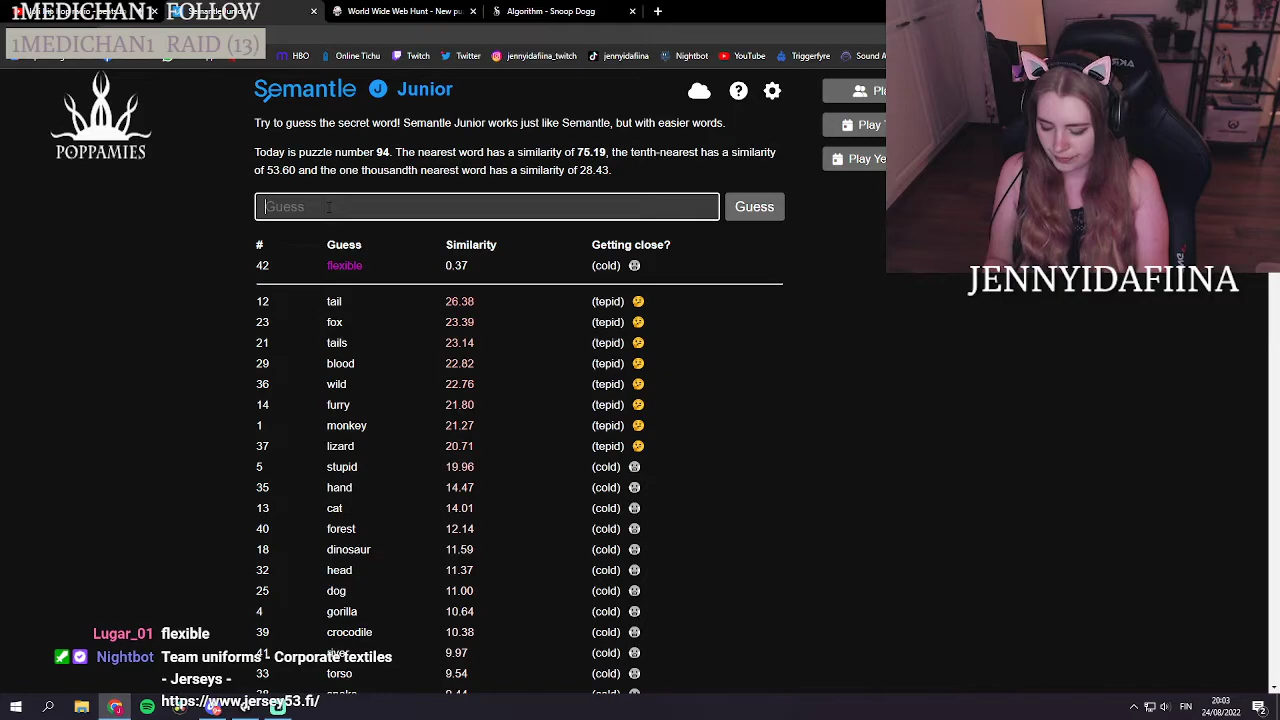 1MEDICHAN1 FOLLOW
1MEDICHAN1 RAID (13)
World Wide Web Hunt - New pu
Algorithm - Snoop Dogg
HBO
Online Tichu
Twitch
Twitter
jennyidafiina_twitch
jennydafiina
Nightbot
YouTube
Triggerfyre
Sound A
POPPAMIES
Semantle J Junior
Pla
Try to guess the secret word! Semantle Junior works just like Semantle, but with easier words.
Play T
Today is puzzle number 94. The nearest word has a similarity of 75.19, the tenth-nearest has a similarity
of 53.60 and the one thousandth nearest word has a similarity of 28.43.
Play Ye
Guess
Guess
# Guess Similarity Getting close?
42 flexible 0.37 (cold)
12 tail 26.38 (tepid)
23 fox 23.39 (tepid)
21 tails 23.14 (tepid)
29 blood 22.82 (tepid)
36 wild 22.76 (tepid)
14 furry 21.80 (tepid)
1 monkey 21.27 (tepid)
37 lizard 20.71 (tepid)
5 stupid 19.96 (cold)
35 hand 14.47 (cold)
13 cat 14.01 (cold)
40 forest 12.14 (cold)
18 dinosaur 11.59 (cold)
32 head 11.37 (cold)
25 dog 11.00 (cold)
4 gorilla 10.64 (cold)
39 crocodile 10.38 (cold)
9.97 (cold)
33 torso 9.54 (cold)
JENNYIDAFIINA
Lugar_01 flexible
Nightbot Team uniforms - Corporate textiles
- Jerseys -
https://www.jersey53.fi/
FIN
20:03
24/08/2022
2